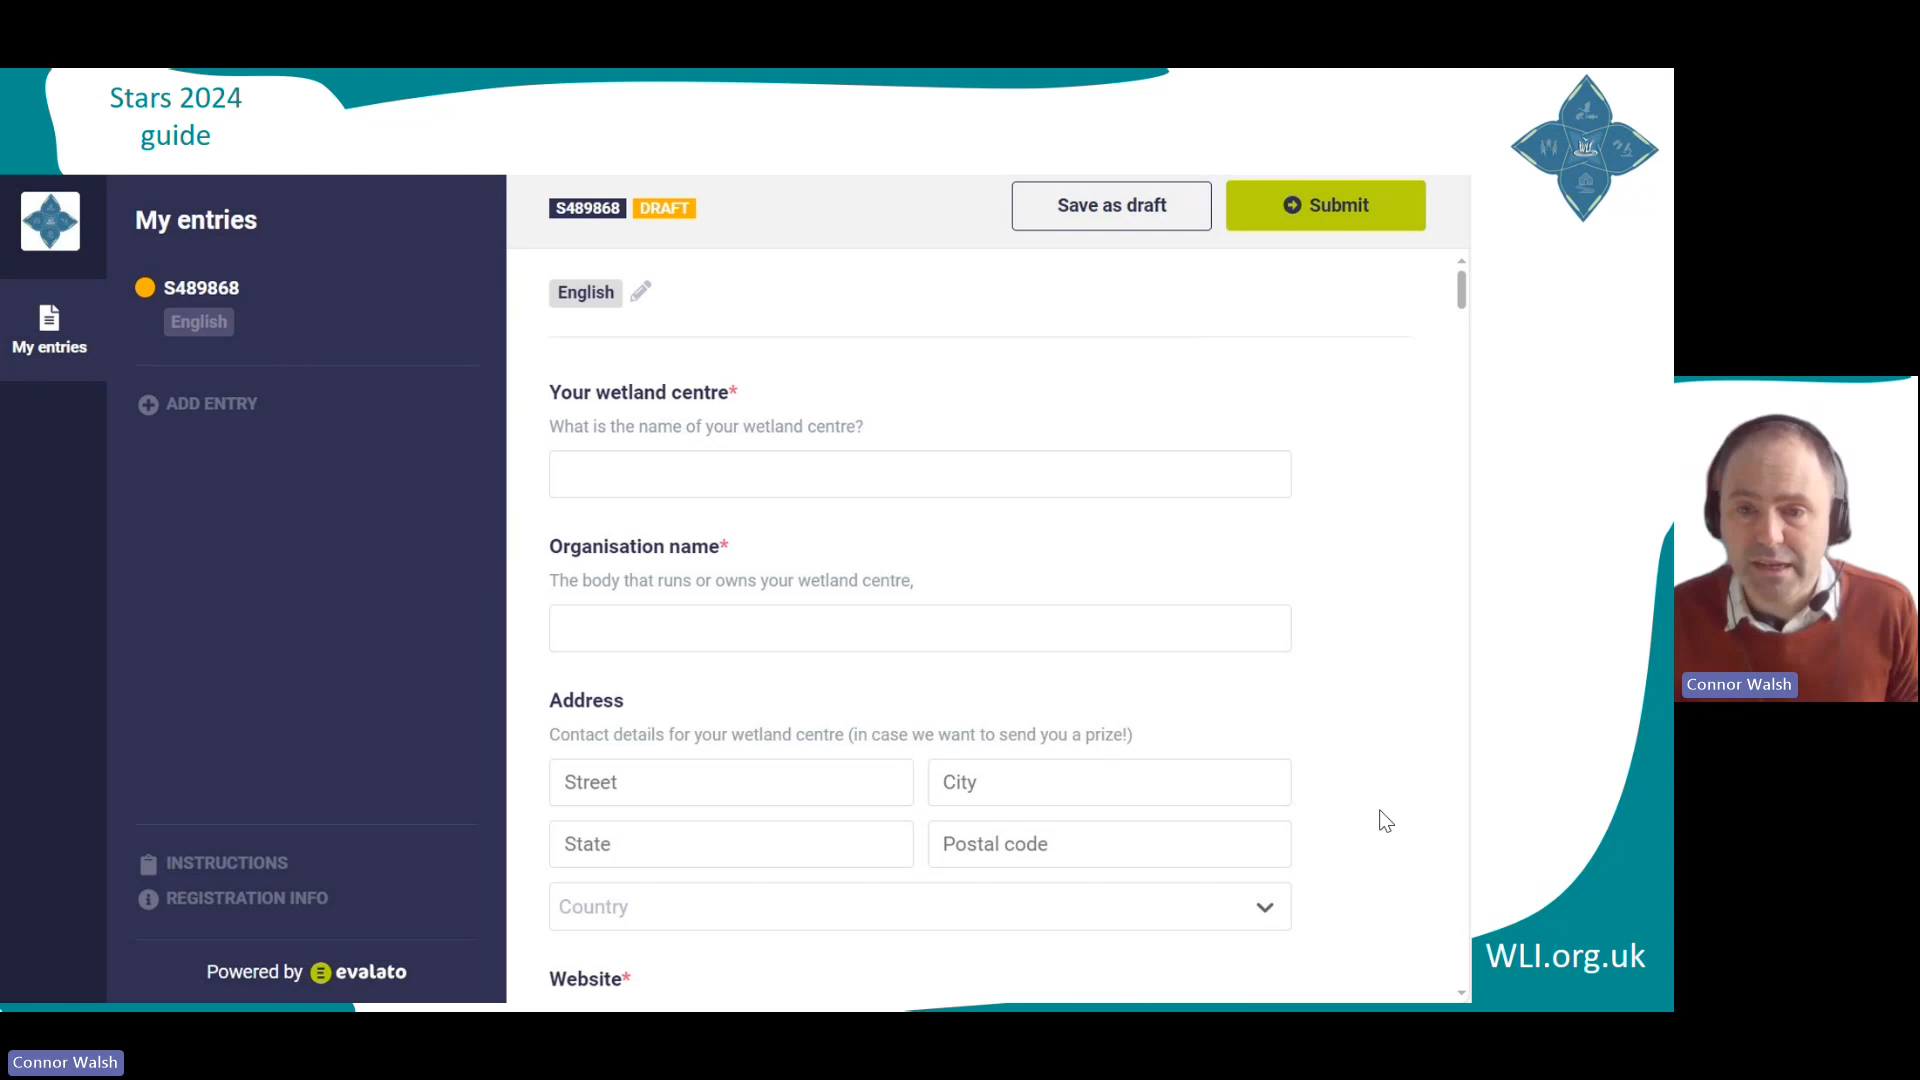 Stars 2024
guide
My entries
S489868
English
My entries
ADD ENTRY
INSTRUCTIONS
REGISTRATION INFO
Powered by evalato
S489868 DRAFT
Save as draft
Submit
English
Your wetland centre*
What is the name of your wetland centre?
Organisation name*
The body that runs or owns your wetland centre,
Address
Contact details for your wetland centre (in case we want to send you a prize!)
Street
City
State
Postal code
Country
Website*
WLI.org.uk
Connor Walsh
Connor Walsh